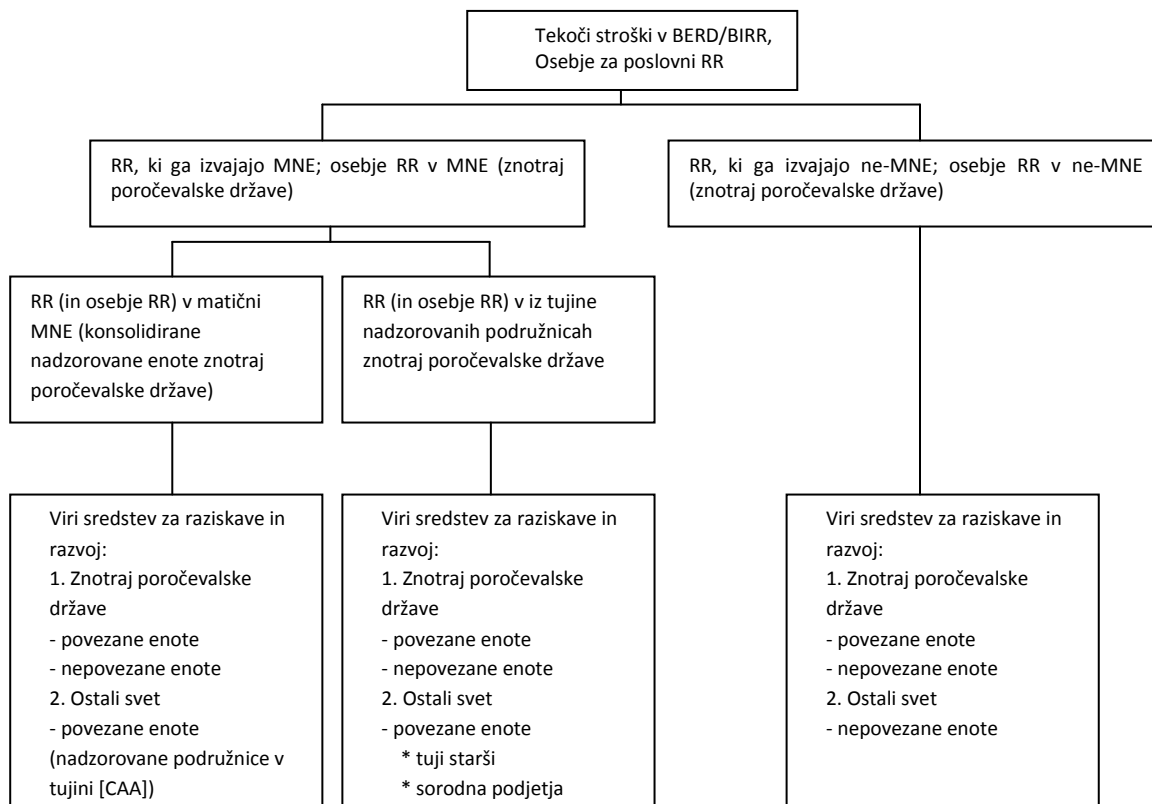 Tekoči stroški v BERD/BIRR,
Osebje za poslovni RR
RR, ki ga izvajajo MNE; osebje RR v MNE (znotraj
poročevalske države)
RR, ki ga izvajajo ne-MNE; osebje RR v ne-MNE
(znotraj poročevalske države)
RR (in osebje RR) v matični
MNE (konsolidirane
nadzorovane enote znotraj
poročevalske države)
RR (in osebje RR) v iz tujine
nadzorovanih podružnicah
znotraj poročevalske države
Viri sredstev za raziskave in
razvoj:
1. Znotraj poročevalske
države
- povezane enote
- nepovezane enote
2. Ostali svet
- povezane enote
(nadzorovane podružnice v
tujini [CAA])
Viri sredstev za raziskave in
razvoj:
1. Znotraj poročevalske
države
- povezane enote
- nepovezane enote
2. Ostali svet
- povezane enote
* tuji starši
* sorodna podjetja
Viri sredstev za raziskave in
razvoj:
1. Znotraj poročevalske
države
- povezane enote
- nepovezane enote
2. Ostali svet
- nepovezane enote